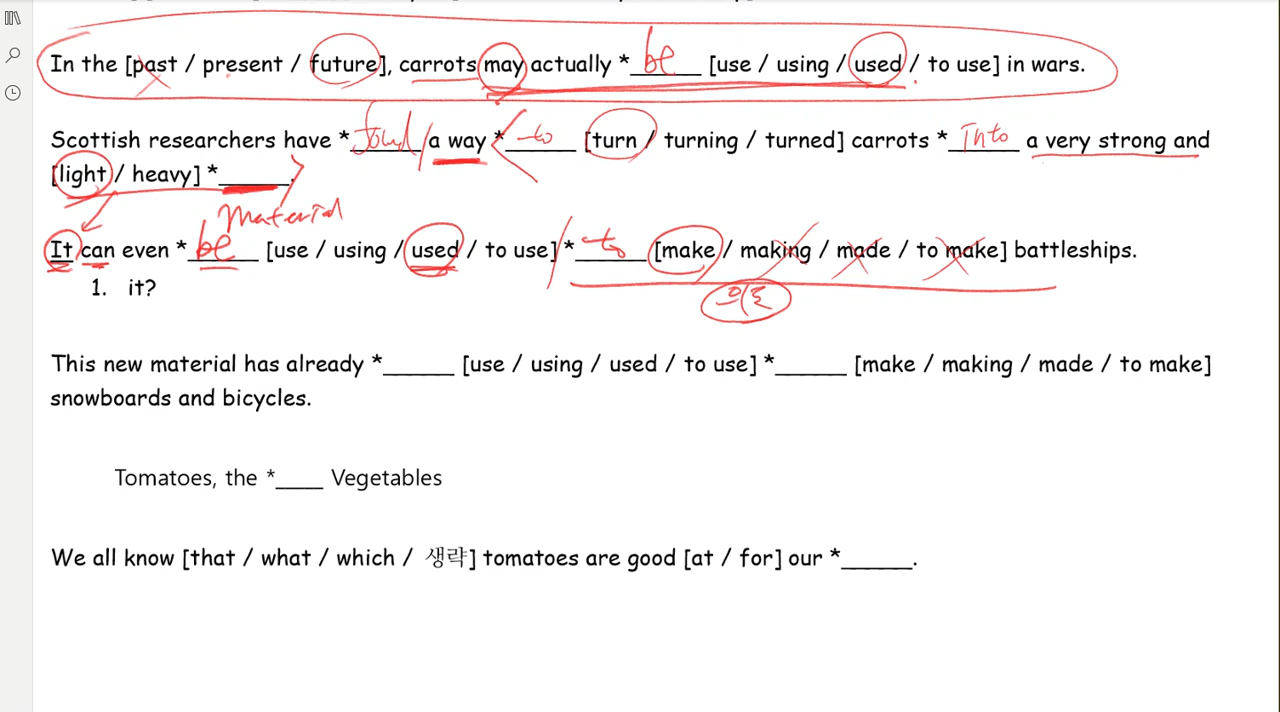 In the [past / present / future], carrots may actually *be [use / using / used / to use] in wars.
Scottish researchers have *found / a way *to [turn / turning / turned] carrots *into a very strong and
[light / heavy] *______.
material
It can even *be [use / using / used / to use] *to [make / making / made / to make] battleships.
1. it?
의도
This new material has already *______ [use / using / used / to use] *______ [make / making / made / to make]
snowboards and bicycles.
Tomatoes, the *____ Vegetables
We all know [that / what / which / 생략] tomatoes are good [at / for] our *______.